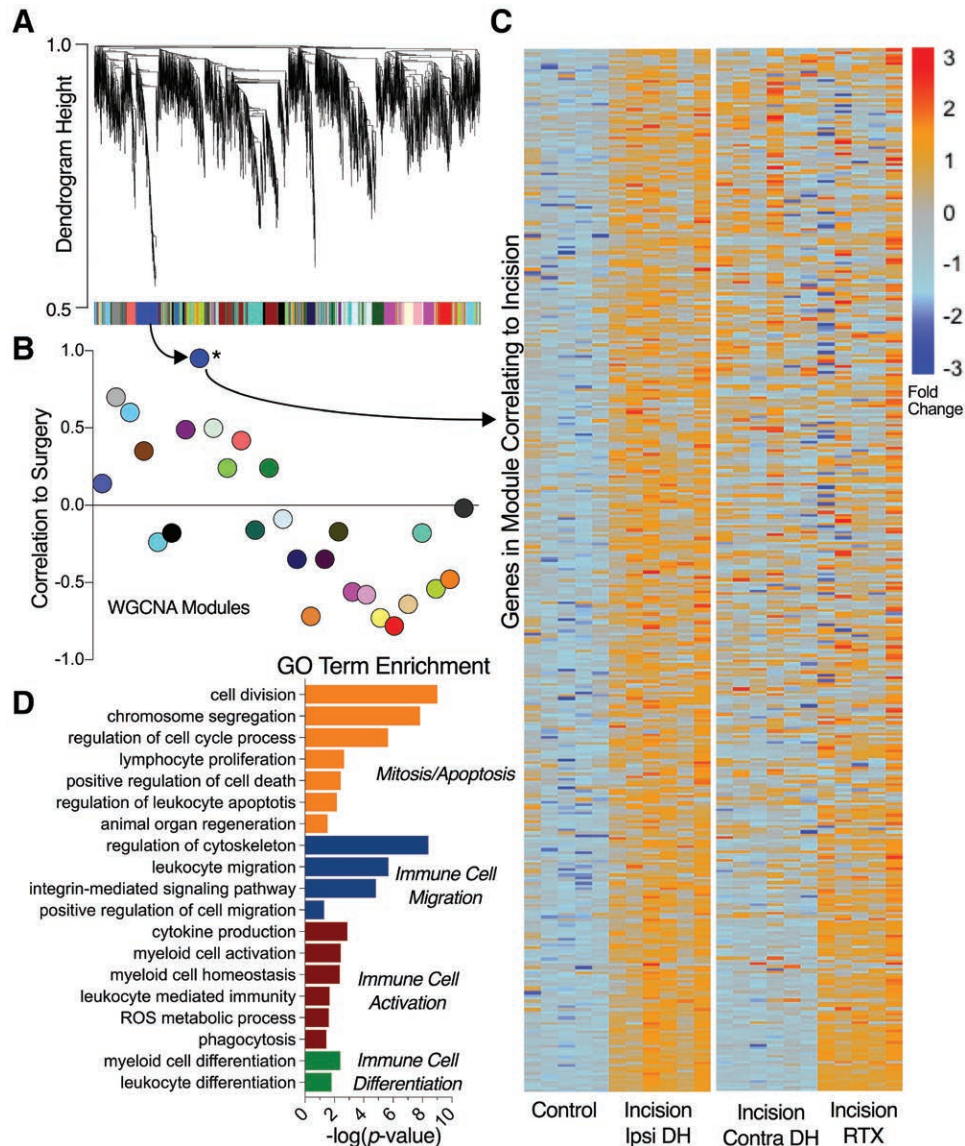 A
1.0
Dendrogram Height
0.5
B
1.0
0.5
0.0
-0.5
-1.0
Correlation to Surgery
*
WGCNA Modules
C
Genes in Module Correlating to Incision
3
2
1
0
-1
-2
-3
Fold
Change
Control
Incision
Ipsi DH
Incision
Contra DH
Incision
RTX
D
GO Term Enrichment
cell division
chromosome segregation
regulation of cell cycle process
lymphocyte proliferation
positive regulation of cell death
regulation of leukocyte apoptotis
animal organ regeneration
Mitosis/Apoptosis
regulation of cytoskeleton
leukocyte migration
integrin-mediated signaling pathway
positive regulation of cell migration
Immune Cell
Migration
cytokine production
myeloid cell activation
myeloid cell homeostasis
leukocyte mediated immunity
ROS metabolic process
phagocytosis
Immune Cell
Activation
myeloid cell differentiation
leukocyte differentiation
Immune Cell
Differentiation
0 2 4 6 8 10
-log(p-value)